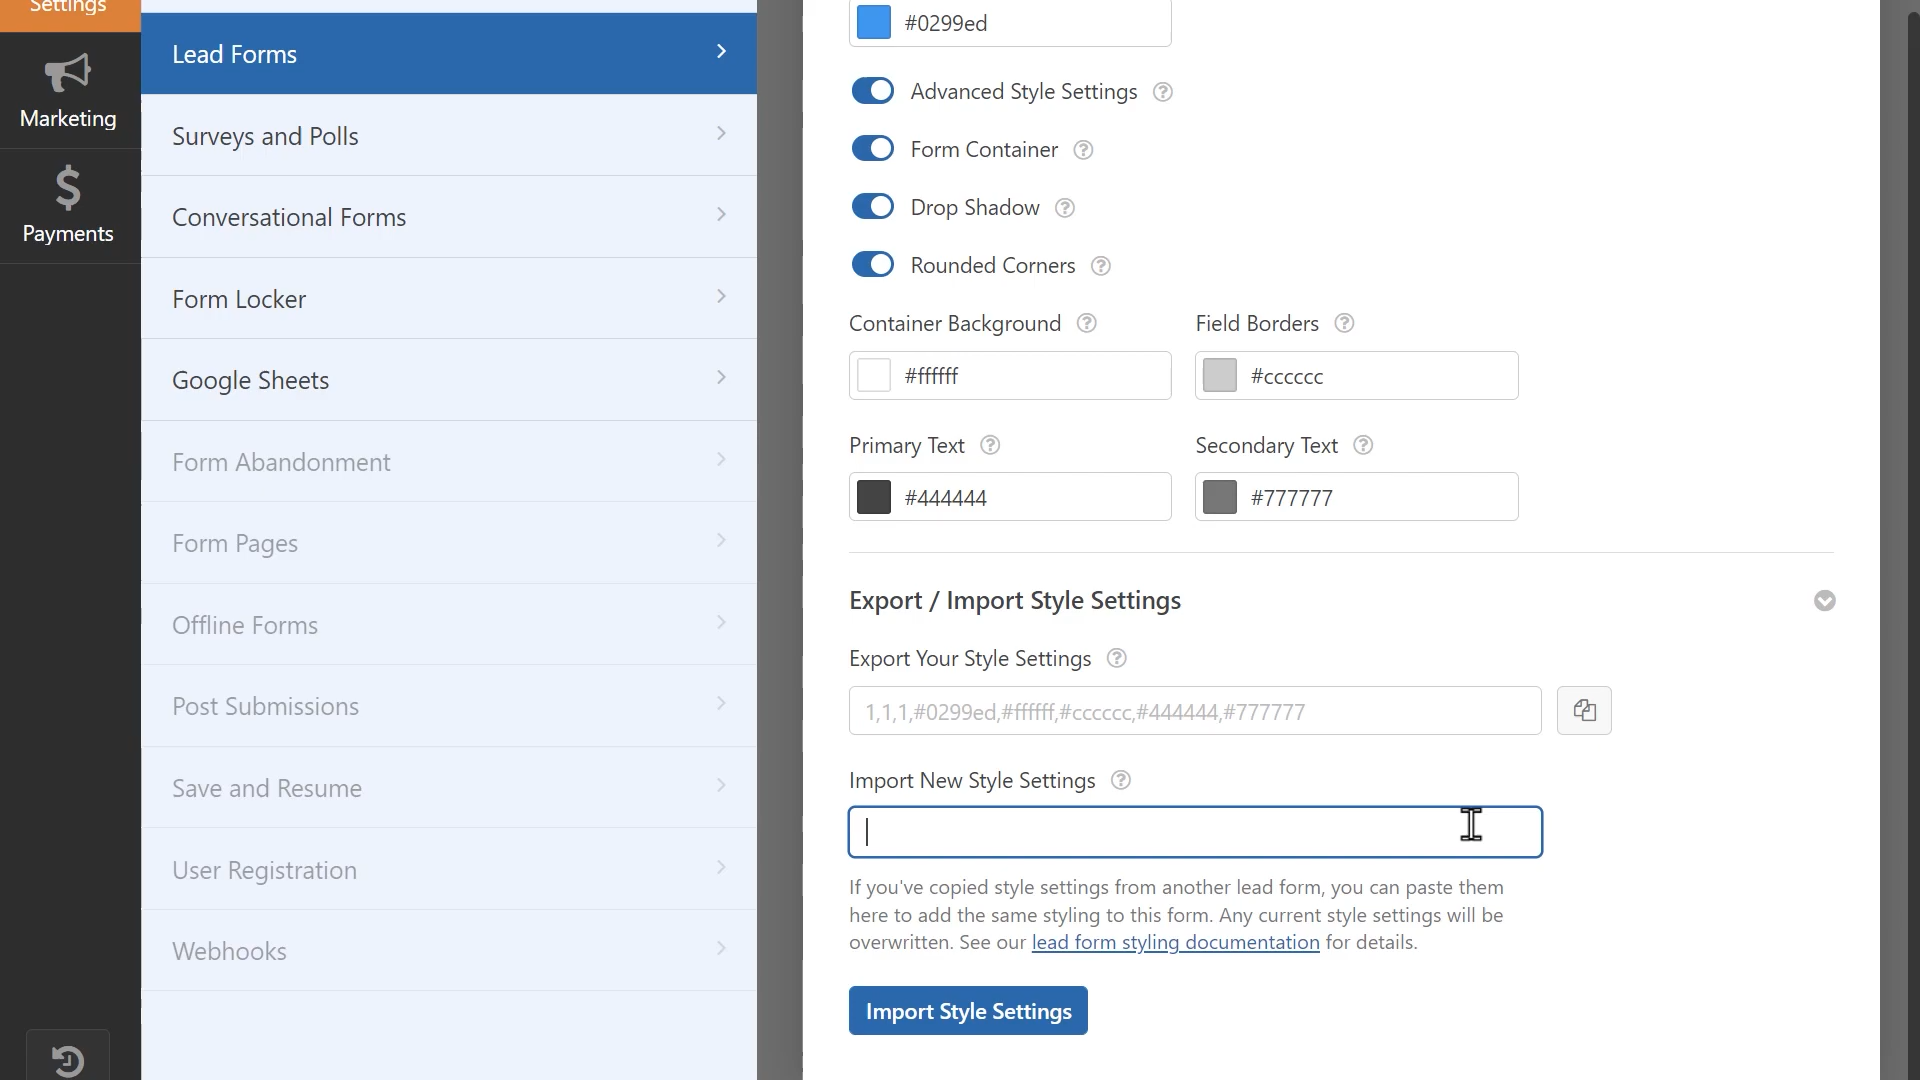 Settings
Marketing
Payments
Lead Forms
Surveys and Polls
Conversational Forms
Form Locker
Google Sheets
Form Abandonment
Form Pages
Offline Forms
Post Submissions
Save and Resume
User Registration
Webhooks
#0299ed
Advanced Style Settings
Form Container
Drop Shadow
Rounded Corners
Container Background Field Borders
#ffffff #cccccc
Primary Text Secondary Text
#444444 #777777
Export / Import Style Settings
Export Your Style Settings
1,1,1,#0299ed,#ffffff,#cccccc,#444444,#777777
Import New Style Settings
If you've copied style settings from another lead form, you can paste them
here to add the same styling to this form. Any current style settings will be
overwritten. See our lead form styling documentation for details.
Import Style Settings